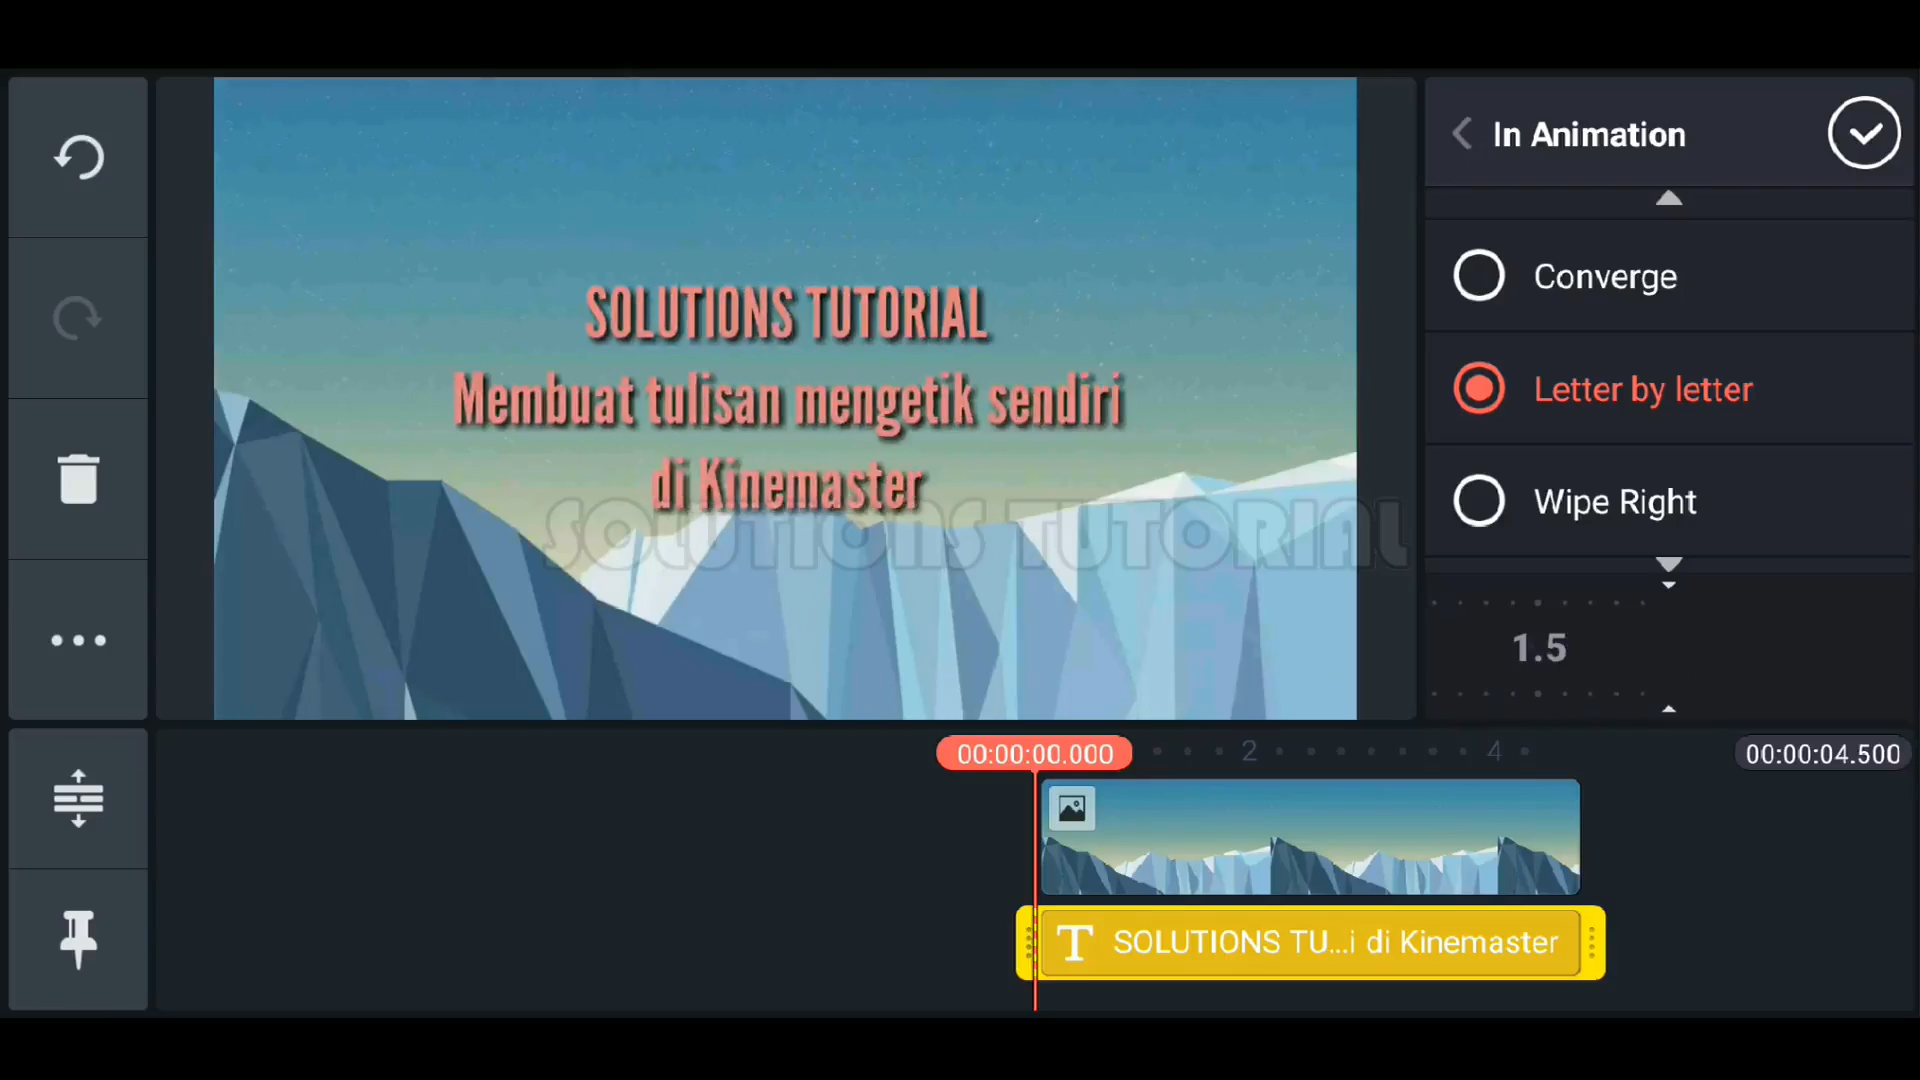 In Animation
SOLUTIONS TUTORIAL
Membuat tulisan mengetik sendiri
di Kinemaster
SOLUTIONS TUTORIAL
Converge
Letter by letter
Wipe Right
1.5
00:00:00.000
2
4
00:00:04.500
T SOLUTIONS TU...i di Kinemaster